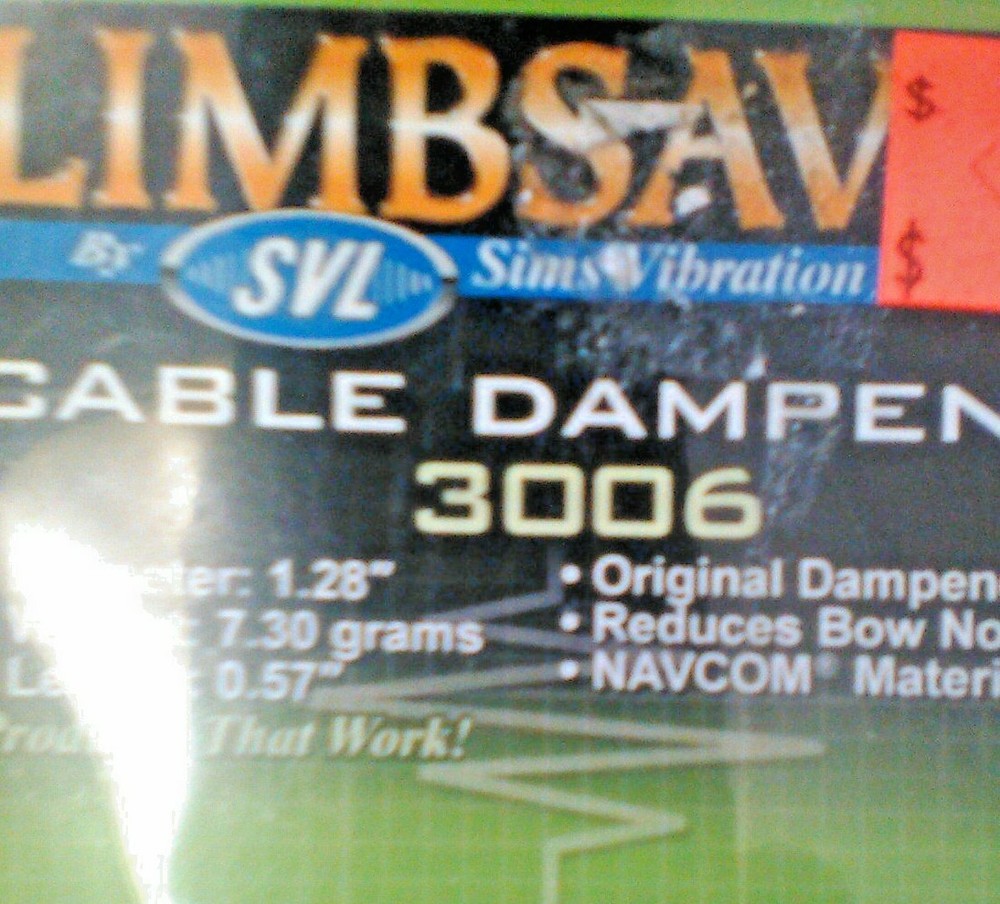 LIMBSAV
$
By SVL Sims Vibration
$
CABLE DAMPEN
3006
ter: 1.28"
• Original Dampen
: 7.30 grams
• Reduces Bow No
: 0.57"
• NAVCOM® Materi
That Work!